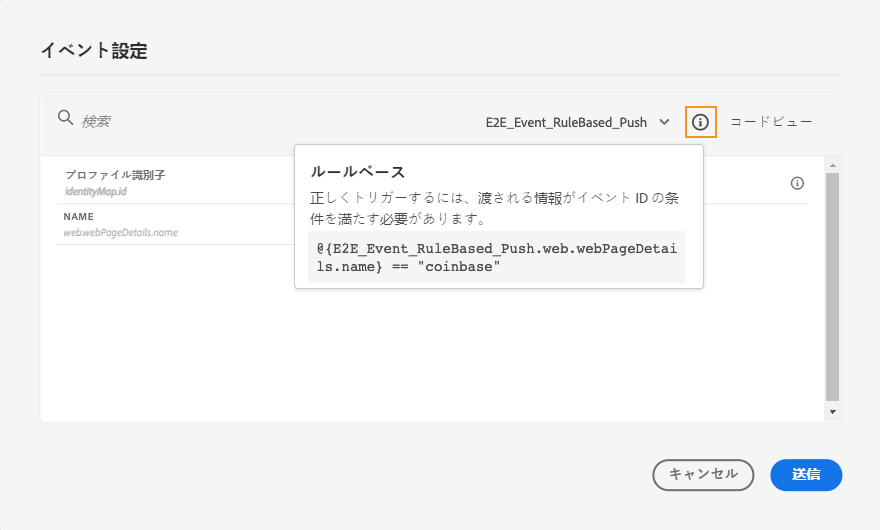 イベント設定
検索
E2E_Event_RuleBased_Push
コードビュー
プロファイル識別子
identityMap.id
NAME
web.webPageDetails.name
ルールベース
正しくトリガーするには、渡される情報がイベント ID の条
件を満たす必要があります。
@{E2E_Event_RuleBased_Push.web.webPageDetai
ls.name} == "coinbase"
キャンセル
送信